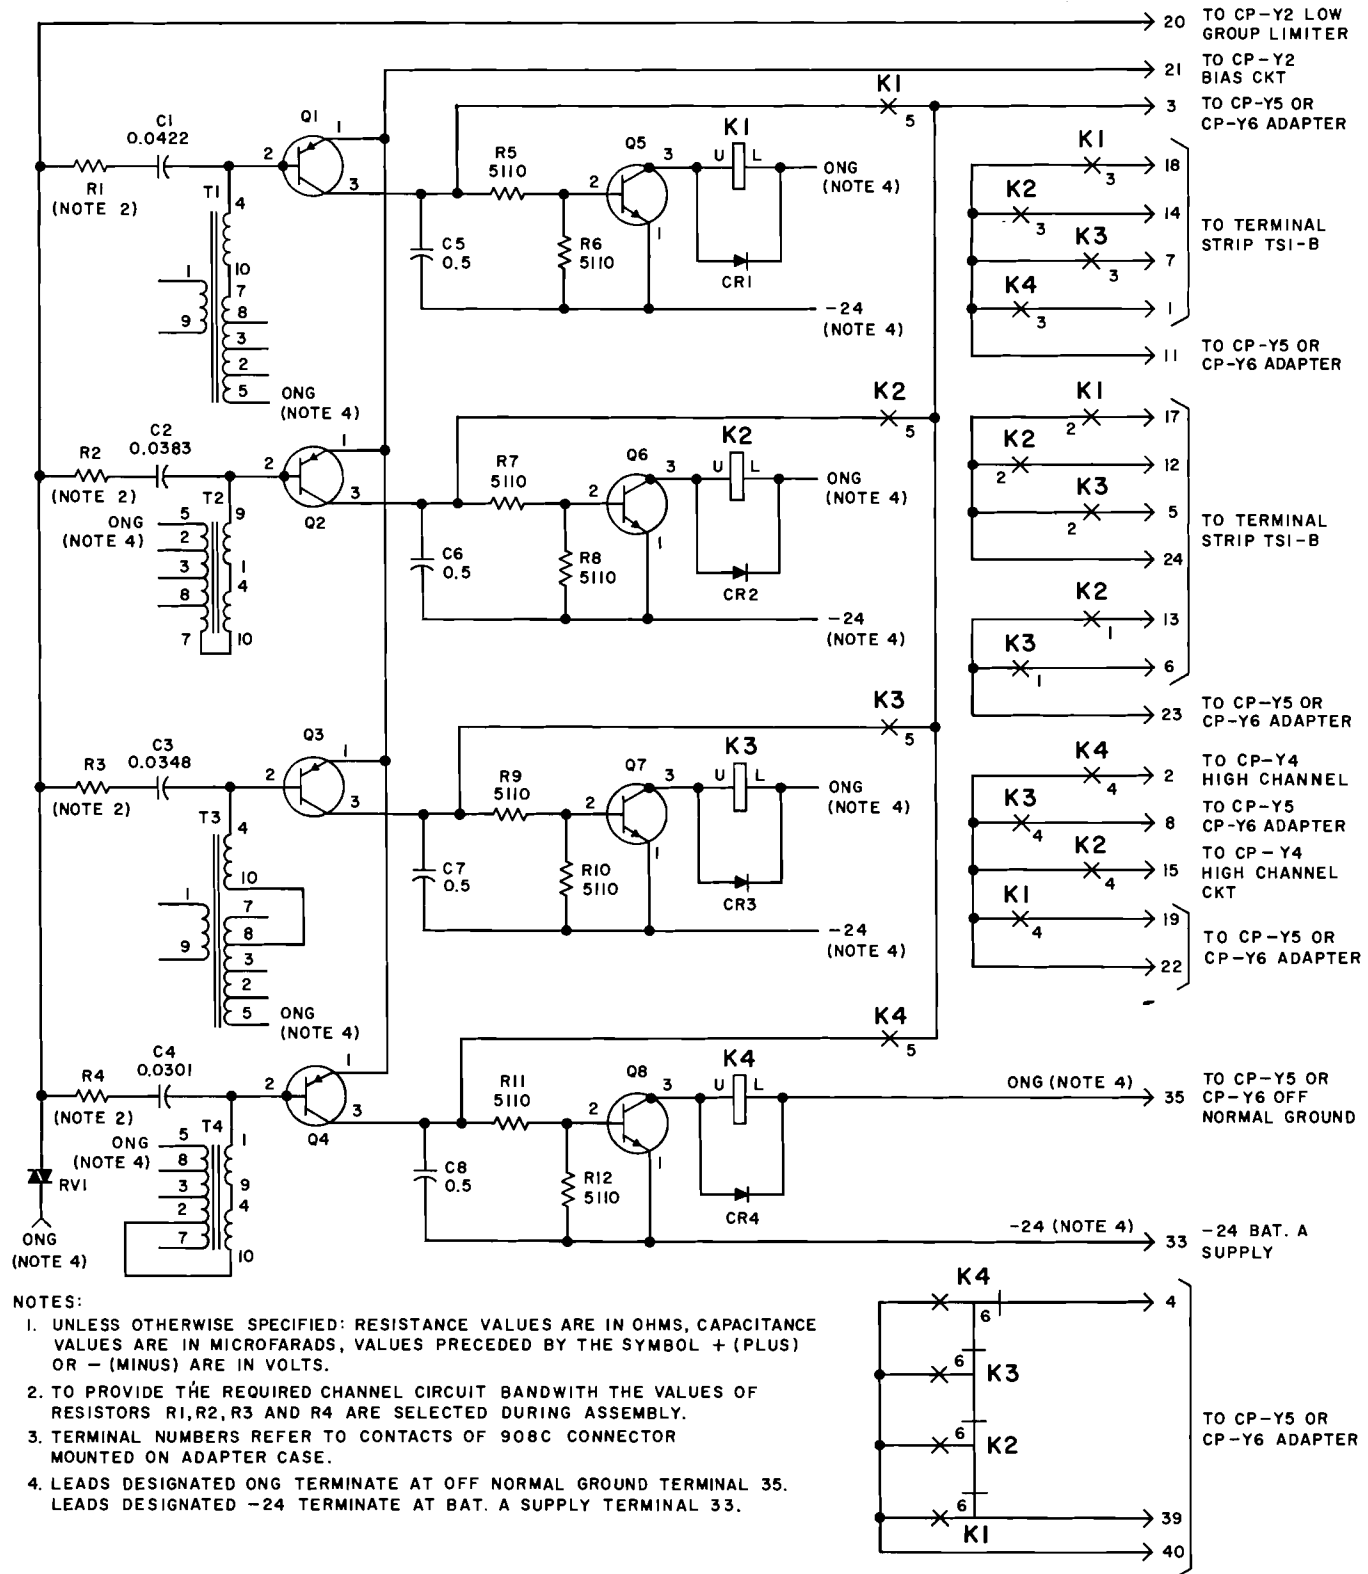 20 TO CP-Y2 LOW
GROUP LIMITER
21 TO CP-Y2
BIAS CKT
K1
5
3 TO CP-Y5 OR
CP-Y6 ADAPTER
C1
0.0422
Q1
1
2
3
R1
(NOTE 2)
T1
4
10
7
8
3
2
5
1
9
ONG
(NOTE 4)
R5
5110
Q5
2
3
1
K1
U L
ONG
(NOTE 4)
C5
0.5
R6
5110
CR1
-24
(NOTE 4)
K1
3
18
K2
3
14
K3
3
7
K4
3
1
TO TERMINAL
STRIP TS1-B
11 TO CP-Y5 OR
CP-Y6 ADAPTER
K2
5
C2
0.0383
R2
(NOTE 2)
2
1
3
Q2
T2
ONG
(NOTE 4)
5
2
3
8
7
9
1
4
10
R7
5110
Q6
2
3
1
K2
U L
ONG
(NOTE 4)
C6
0.5
R8
5110
CR2
-24
(NOTE 4)
K1
2
17
K2
2
12
K3
2
5
24
TO TERMINAL
STRIP TS1-B
K2
1
13
K3
1
6
23 TO CP-Y5 OR
CP-Y6 ADAPTER
K3
5
C3
0.0348
R3
(NOTE 2)
Q3
2
1
3
T3
4
10
7
8
3
2
5
1
9
ONG
(NOTE 4)
R9
5110
Q7
2
3
1
K3
U L
ONG
(NOTE 4)
C7
0.5
R10
5110
CR3
-24
(NOTE 4)
K4
4
2 TO CP-Y4
HIGH CHANNEL
K3
4
8 TO CP-Y5
CP-Y6 ADAPTER
K2
4
15 TO CP-Y4
HIGH CHANNEL
CKT
K1
4
19
22
TO CP-Y5 OR
CP-Y6 ADAPTER
K4
5
C4
0.0301
R4
(NOTE 2)
2
1
3
Q4
T4
ONG
(NOTE 4)
5
8
3
2
7
1
9
4
10
RV1
ONG
(NOTE 4)
R11
5110
Q8
2
3
1
K4
U L
C8
0.5
R12
5110
CR4
ONG (NOTE 4)
35 TO CP-Y5 OR
CP-Y6 OFF
NORMAL GROUND
-24 (NOTE 4)
33 -24 BAT. A
SUPPLY
K4
6
4
6
K3
6
K2
6
K1
39
40
TO CP-Y5 OR
CP-Y6 ADAPTER
NOTES:
1. UNLESS OTHERWISE SPECIFIED: RESISTANCE VALUES ARE IN OHMS, CAPACITANCE
VALUES ARE IN MICROFARADS, VALUES PRECEDED BY THE SYMBOL + (PLUS)
OR - (MINUS) ARE IN VOLTS.
2. TO PROVIDE THE REQUIRED CHANNEL CIRCUIT BANDWITH THE VALUES OF
RESISTORS R1, R2, R3 AND R4 ARE SELECTED DURING ASSEMBLY.
3. TERMINAL NUMBERS REFER TO CONTACTS OF 908C CONNECTOR
MOUNTED ON ADAPTER CASE.
4. LEADS DESIGNATED ONG TERMINATE AT OFF NORMAL GROUND TERMINAL 35.
LEADS DESIGNATED -24 TERMINATE AT BAT. A SUPPLY TERMINAL 33.